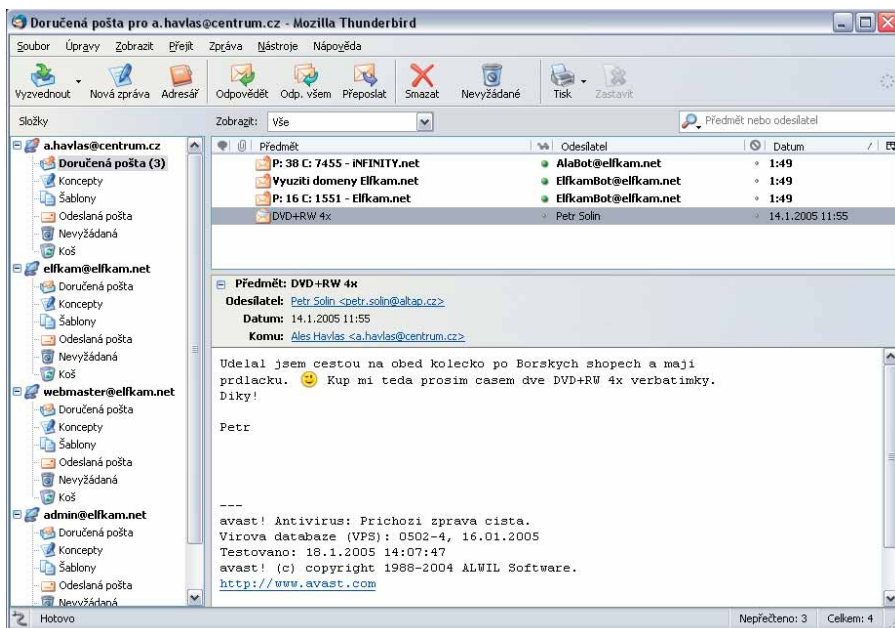 Doručená pošta pro a.havlas@centrum.cz - Mozilla Thunderbird
Soubor Úpravy Zobrazit Přejít Zpráva Nástroje Nápověda
Vyzvednout Nová zpráva Adresář Odpovědět Odp. všem Přeposlat Smazat Nevyžádané Tisk Zastavit
Složky
Zobrazit: Vše
Předmět nebo odesílatel
a.havlas@centrum.cz
Doručená pošta (3)
Koncepty
Šablony
Odeslaná pošta
Nevyžádaná
Koš
elfkam@elfkam.net
Doručená pošta
Koncepty
Šablony
Odeslaná pošta
Nevyžádaná
Koš
webmaster@elfkam.net
Doručená pošta
Koncepty
Šablony
Odeslaná pošta
Nevyžádaná
Koš
admin@elfkam.net
Doručená pošta
Koncepty
Šablony
Odeslaná pošta
Nevyžádaná
Předmět Odesílatel Datum
P: 38 C: 7455 - iNFINITY.net AlaBot@elfkam.net 1:49
Vyuziti domeny Elfkam.net ElfkamBot@elfkam.net 1:49
P: 16 C: 1551 - Elfkam.net ElfkamBot@elfkam.net 1:49
DVD+RW 4x Petr Solin 14.1.2005 11:55
Předmět: DVD+RW 4x
Odesílatel: Petr Solin <petr.solin@altap.cz>
Datum: 14.1.2005 11:55
Komu: Ales Havlas <a.havlas@centrum.cz>
Udelal jsem cestou na obed kolecko po Borskych shopech a maji
prdlacku. Kup mi teda prosim casem dve DVD+RW 4x verbatimky.
Diky!
Petr
---
avast! Antivirus: Prichozi zprava cista.
Virova databaze (VPS): 0502-4, 16.01.2005
Testovano: 18.1.2005 14:07:47
avast! (c) copyright 1988-2004 ALWIL Software.
http://www.avast.com
Hotovo
Nepřečteno: 3 Celkem: 4